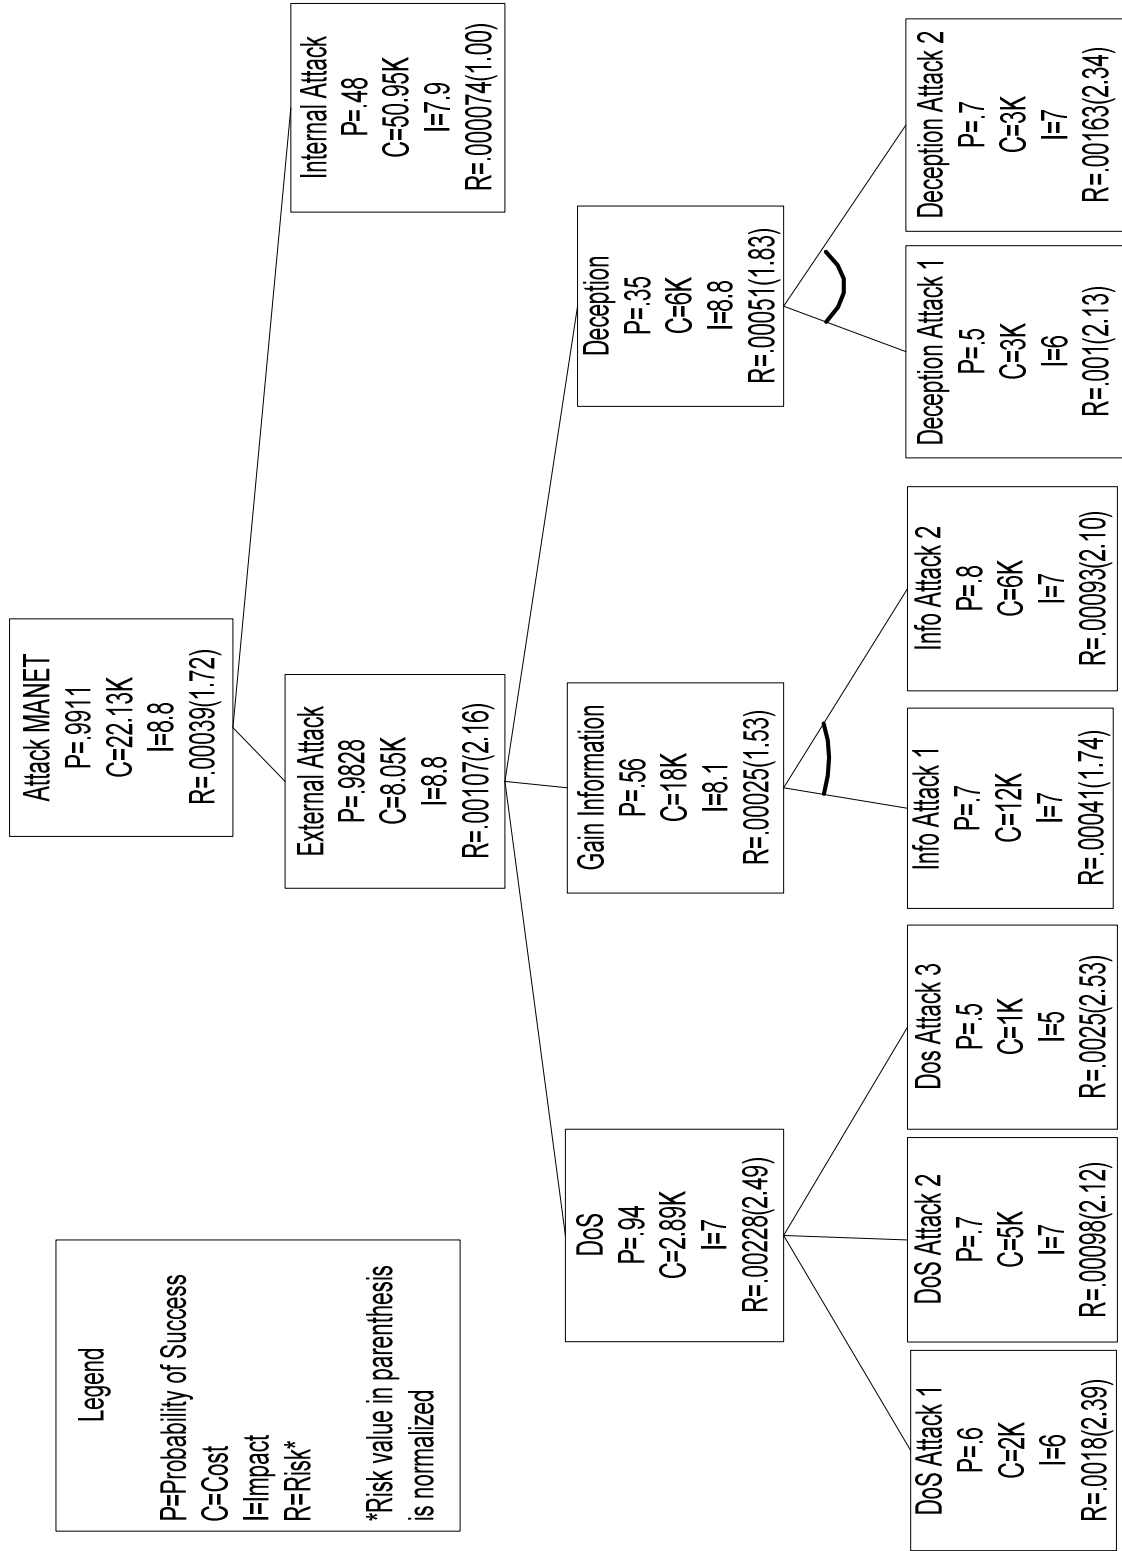 Legend
P=Probability of Success
C=Cost
I=Impact
R=Risk*
*Risk value in parenthesis
is normalized
Attack MANET
P=.9911
C=22.13K
I=8.8
R=.00039(1.72)
External Attack
P=.9828
C=8.05K
I=8.8
R=.00107(2.16)
Internal Attack
P=.48
C=50.95K
I=7.9
R=.000074(1.00)
DoS
P=.94
C=2.89K
I=7
R=.00228(2.49)
Gain Information
P=.56
C=18K
I=8.1
R=.00025(1.53)
Deception
P=.35
C=6K
I=8.8
R=.00051(1.83)
DoS Attack 1
P=.6
C=2K
I=6
R=.0018(2.39)
DoS Attack 2
P=.7
C=5K
I=7
R=.00098(2.12)
Dos Attack 3
P=.5
C=1K
I=5
R=.0025(2.53)
Info Attack 1
P=.7
C=12K
I=7
R=.00041(1.74)
Info Attack 2
P=.8
C=6K
I=7
R=.00093(2.10)
Deception Attack 1
P=.5
C=3K
I=6
R=.001(2.13)
Deception Attack 2
P=.7
C=3K
I=7
R=.00163(2.34)